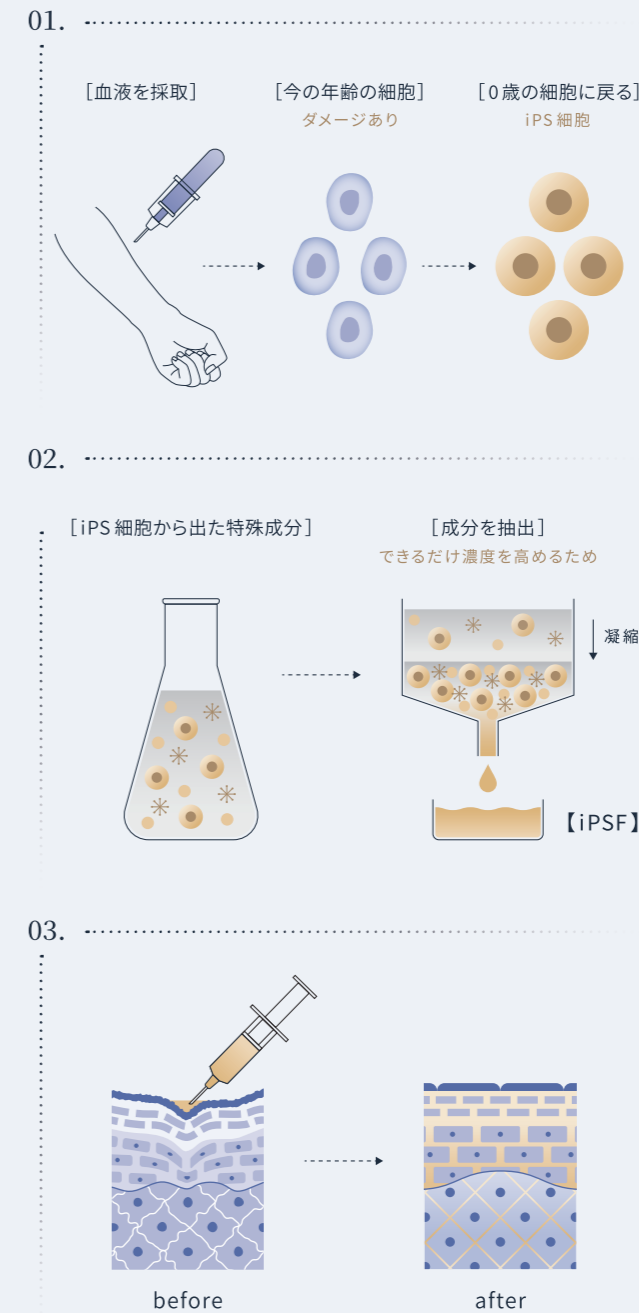 01.
[血液を採取]
[今の年齢の細胞]
ダメージあり
[0歳の細胞に戻る]
iPS細胞
02.
[iPS細胞から出た特殊成分]
[成分を抽出]
できるだけ濃度を高めるため
凝縮
【iPSF】
03.
before
after